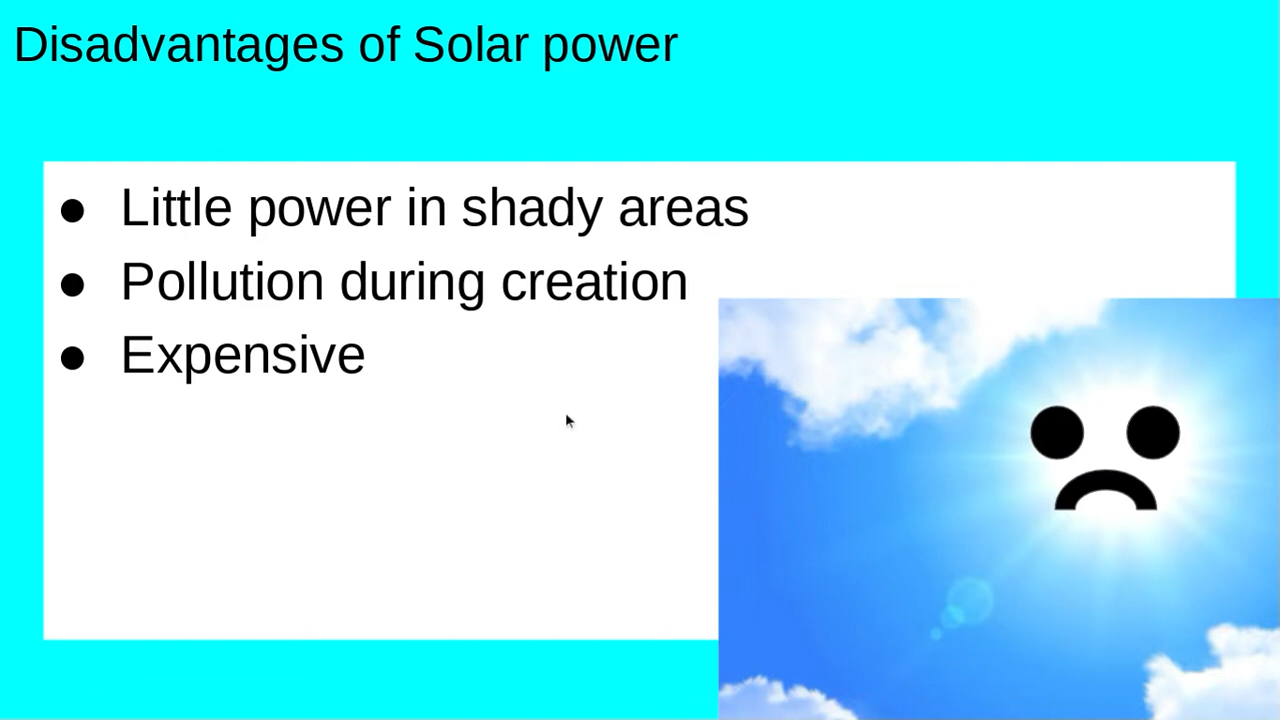 Disadvantages of Solar power
● Little power in shady areas
● Pollution during creation
● Expensive